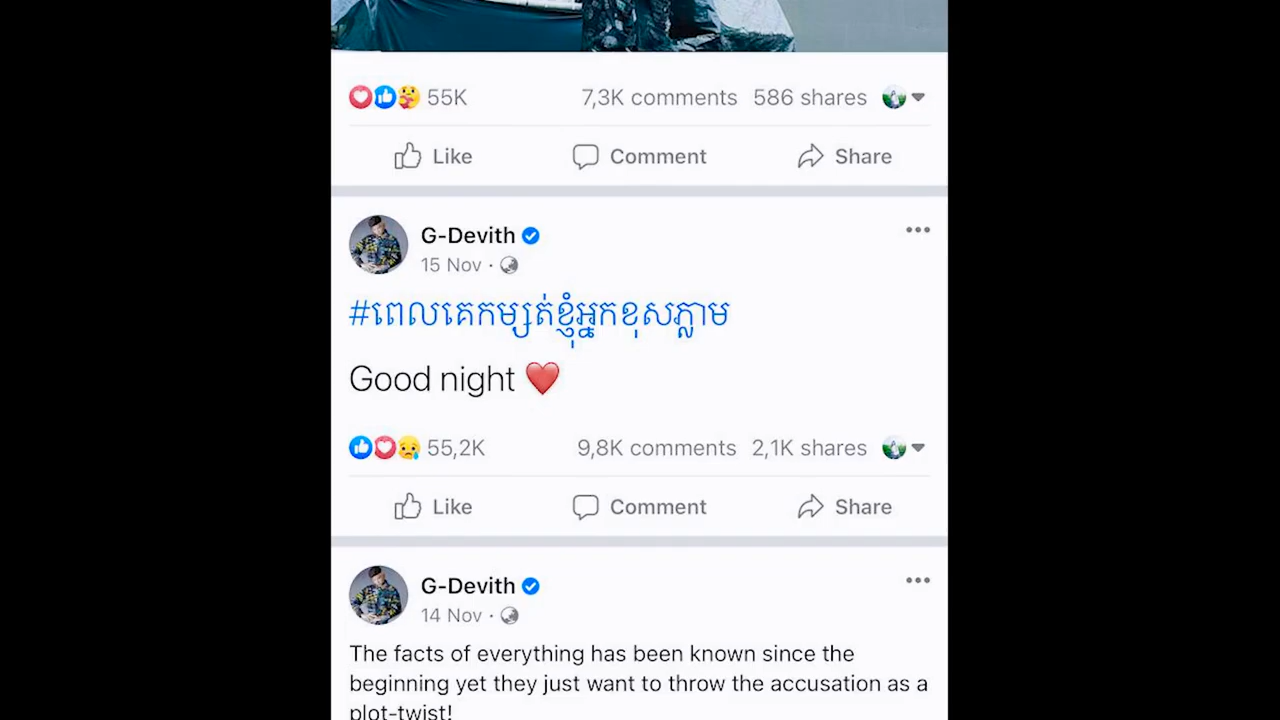 55K 7,3K comments 586 shares
Like Comment Share
G-Devith
15 Nov ·
#ពេលគេកម្សត់ខ្ញុំអ្នកខុសភ្លាម
Good night ❤️
55,2K 9,8K comments 2,1K shares
Like Comment Share
G-Devith
14 Nov ·
The facts of everything has been known since the
beginning yet they just want to throw the accusation as a
plot-twist!